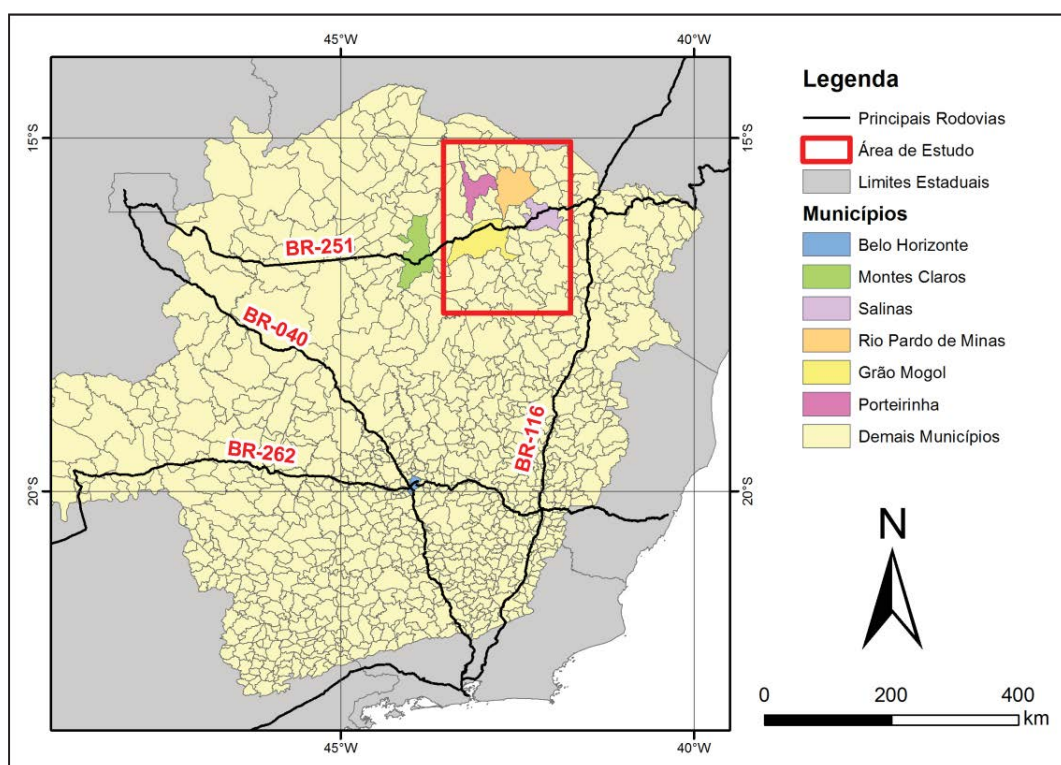 45°W
40°W
15°S
15°S
BR-251
BR-040
BR-116
BR-262
20°S
20°S
45°W
40°W
Legenda
Principais Rodovias
Área de Estudo
Limites Estaduais
Municípios
Belo Horizonte
Montes Claros
Salinas
Rio Pardo de Minas
Grão Mogol
Porteirinha
Demais Municípios
N
0
200
400
km